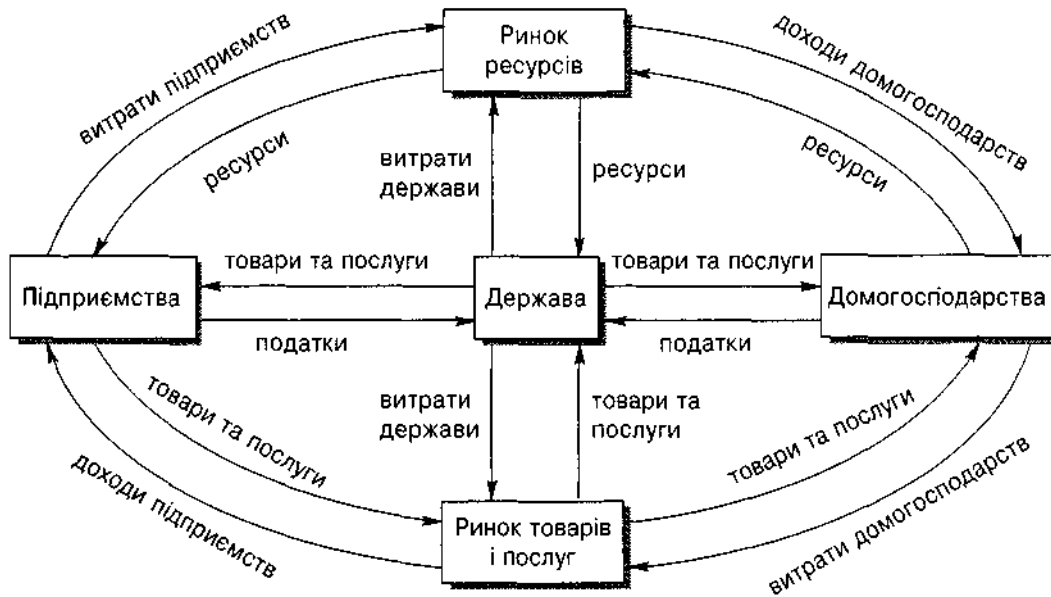 Ринок
ресурсів
витрати підприємств
доходи домогосподарств
ресурси
витрати
держави
ресурси
ресурси
Підприємства
товари та послуги
Держава
товари та послуги
Домогосподарства
податки
податки
товари та послуги
витрати
держави
товари та
послуги
товари та послуги
доходи підприємств
Ринок товарів
і послуг
витрати домогосподарств